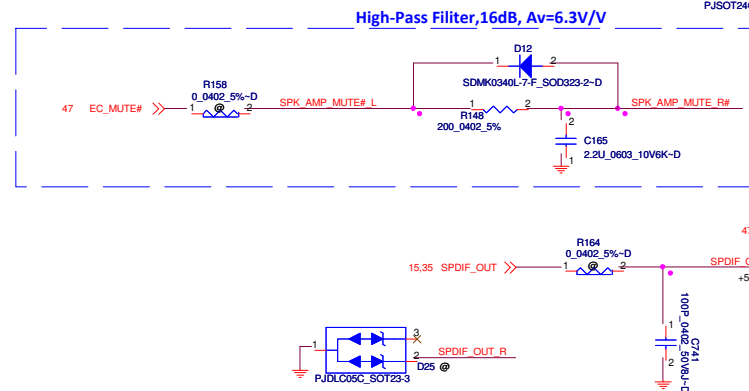 PJSOT24
High-Pass Filiter,16dB, Av=6.3V/V
D12
1 2
SDMK0340L-7-F_SOD323-2~D
R158
0_0402_5%~D
47 EC_MUTE# 1 @ 2 SPK_AMP_MUTE#_L 1 2 SPK_AMP_MUTE_R#
R148
200_0402_5%
2
C165
2.2U_0603_10V6K~D
1
47
R164
0_0402_5%~D
15,35 SPDIF_OUT 1 @ 2 SPDIF_O
+5
1
C741
100P_0402_50V8J~D
2
3
1
2 SPDIF_OUT_R
D25 @
PJDLC05C_SOT23-3